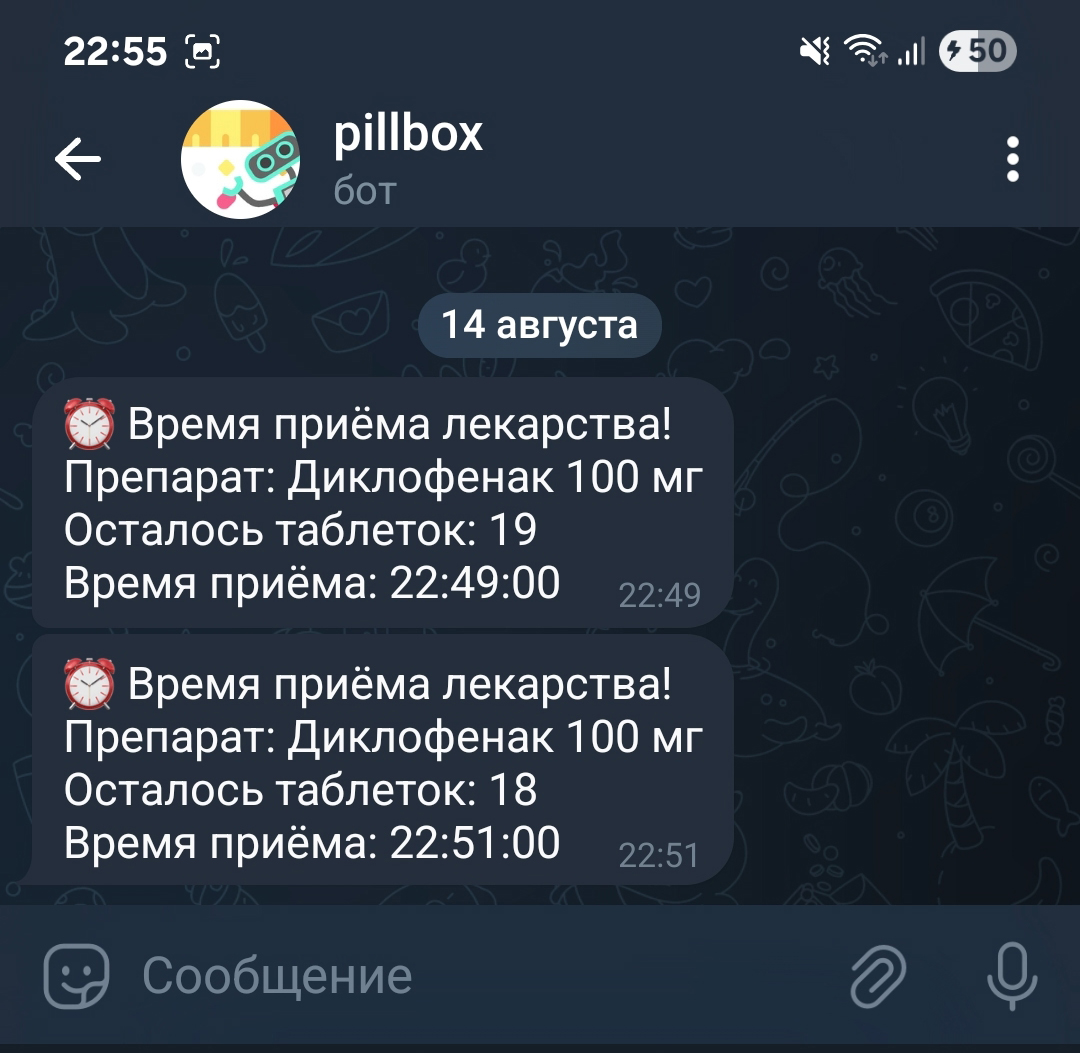 22:55
50
pillbox
бот
14 августа
⏰ Время приёма лекарства!
Препарат: Диклофенак 100 мг
Осталось таблеток: 19
Время приёма: 22:49:00
22:49
⏰ Время приёма лекарства!
Препарат: Диклофенак 100 мг
Осталось таблеток: 18
Время приёма: 22:51:00
22:51
Сообщение